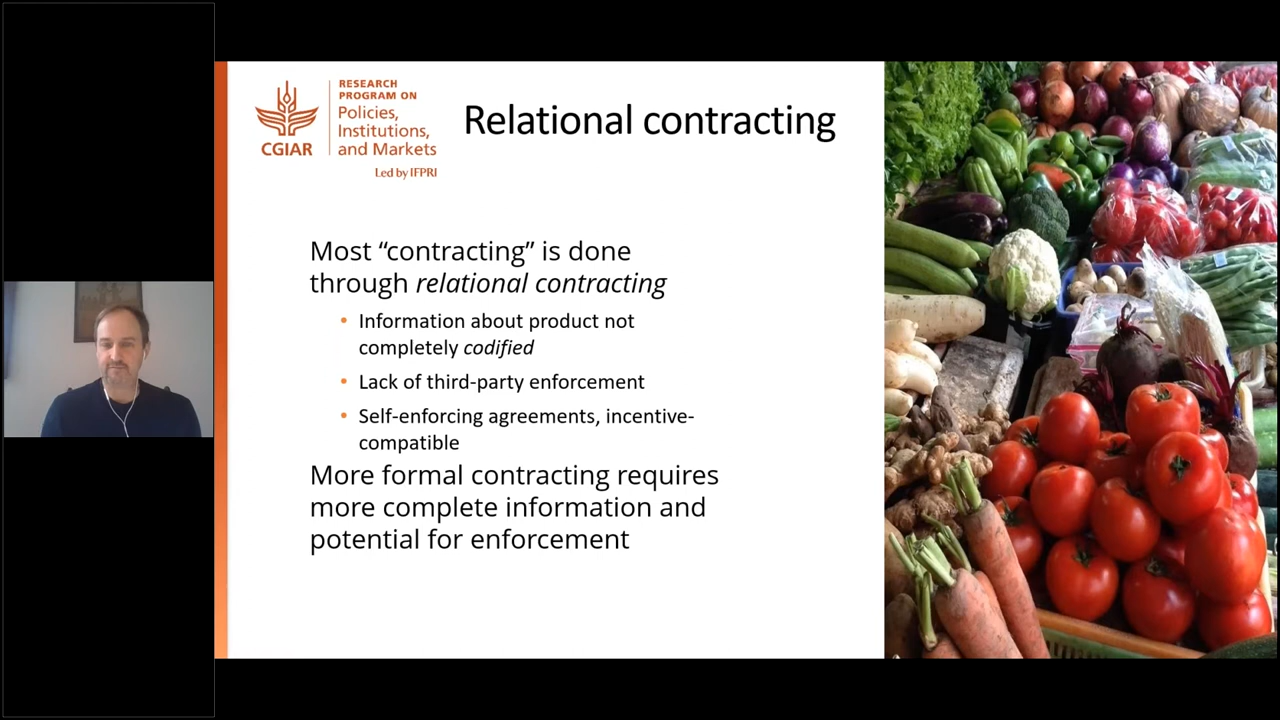 RESEARCH
PROGRAM ON
Policies,
Institutions,
and Markets
CGIAR
Led by IFPRI
Relational contracting
Most “contracting” is done
through relational contracting
• Information about product not
completely codified
• Lack of third-party enforcement
• Self-enforcing agreements, incentive-
compatible
More formal contracting requires
more complete information and
potential for enforcement